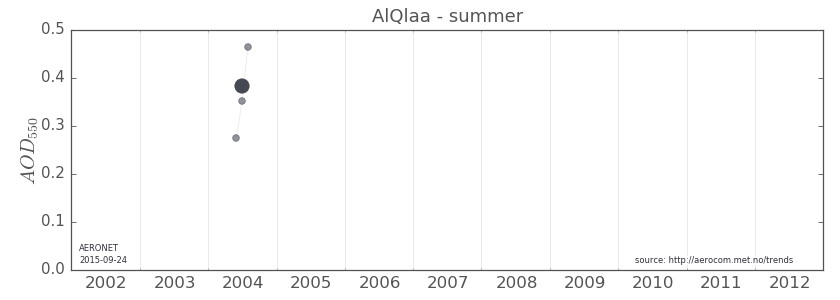 AlQlaa - summer
0.5
0.4
0.3
0.2
0.1
0.0
AOD550
AERONET
2015-09-24
source: http://aerocom.met.no/trends
2002 2003 2004 2005 2006 2007 2008 2009 2010 2011 2012